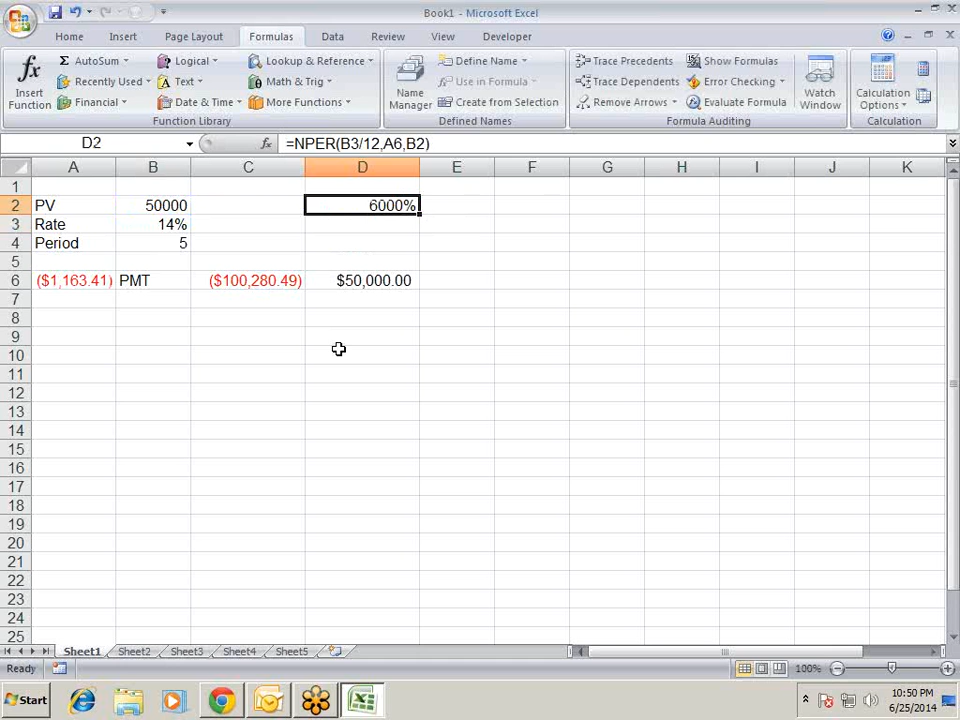 Book1 - Microsoft Excel
Home Insert Page Layout Formulas Data Review View Developer
fx Insert Function
Σ AutoSum Logical Lookup & Reference
Recently Used Text Math & Trig
Financial Date & Time More Functions
Function Library
Name Manager
Define Name
Use in Formula
Create from Selection
Defined Names
Trace Precedents Show Formulas
Trace Dependents Error Checking
Remove Arrows Evaluate Formula
Formula Auditing
Watch Window
Calculation Options
Calculation
D2 fx =NPER(B3/12,A6,B2)
A B C D E F G H I J K
1
2 PV 50000 6000%
3 Rate 14%
4 Period 5
5
6 ($1,163.41) PMT ($100,280.49) $50,000.00
7
8
9
10
11
12
13
14
15
16
17
18
19
20
21
22
23
24
25
Sheet1 Sheet2 Sheet3 Sheet4 Sheet5
Ready 100%
Start 10:50 PM
6/25/2014